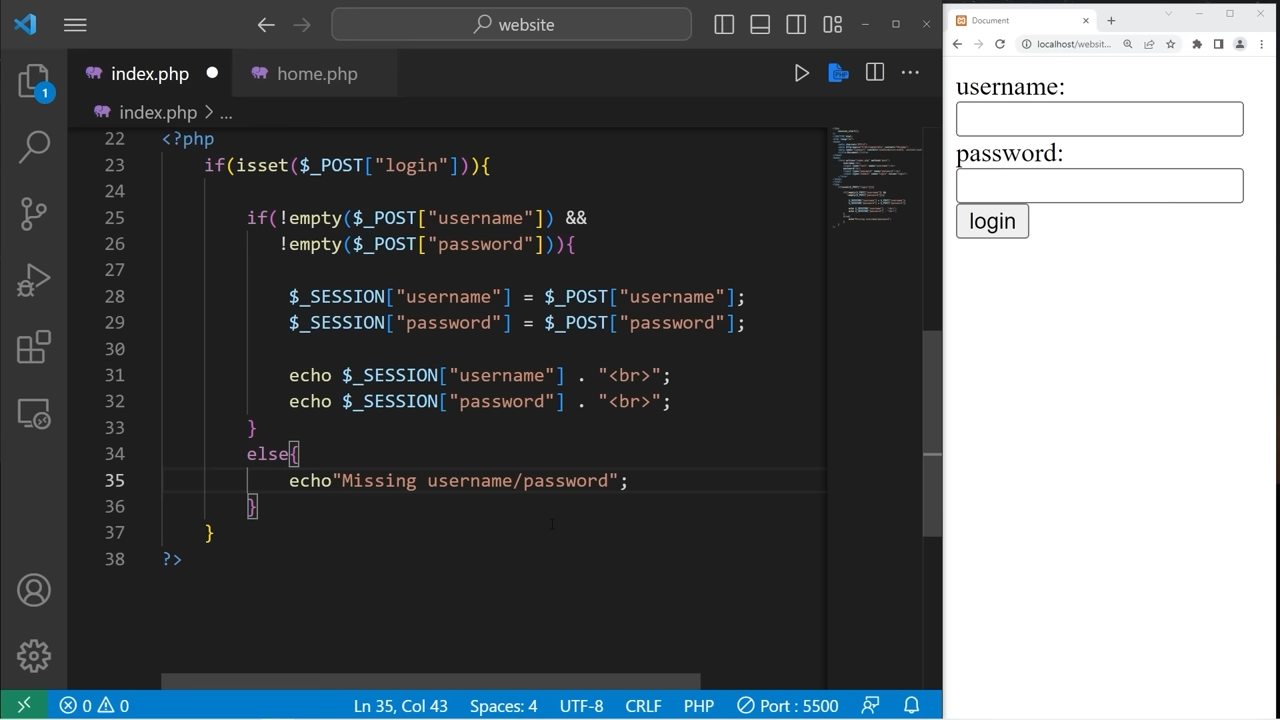 website
index.php
home.php
index.php > ...
22 <?php
23 if(isset($_POST["login"])){
24
25 if(!empty($_POST["username"]) &&
26 !empty($_POST["password"])){
27
28 $_SESSION["username"] = $_POST["username"];
29 $_SESSION["password"] = $_POST["password"];
30
31 echo $_SESSION["username"] . "<br>";
32 echo $_SESSION["password"] . "<br>";
33 }
34 else{
35 echo"Missing username/password";
36 }
37 }
38 ?>
1
0 0
Ln 35, Col 43
Spaces: 4
UTF-8
CRLF
PHP
Port : 5500
Document
localhost/websit...
username:
password:
login